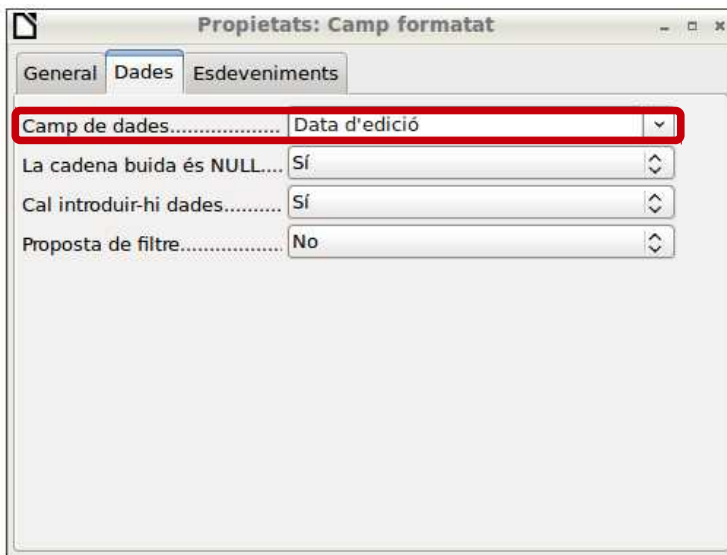 Propietats: Camp formatat
General Dades Esdeveniments
Camp de dades................... Data d'edició
La cadena buida és NULL.... Sí
Cal introduir-hi dades.......... Sí
Proposta de filtre................. No